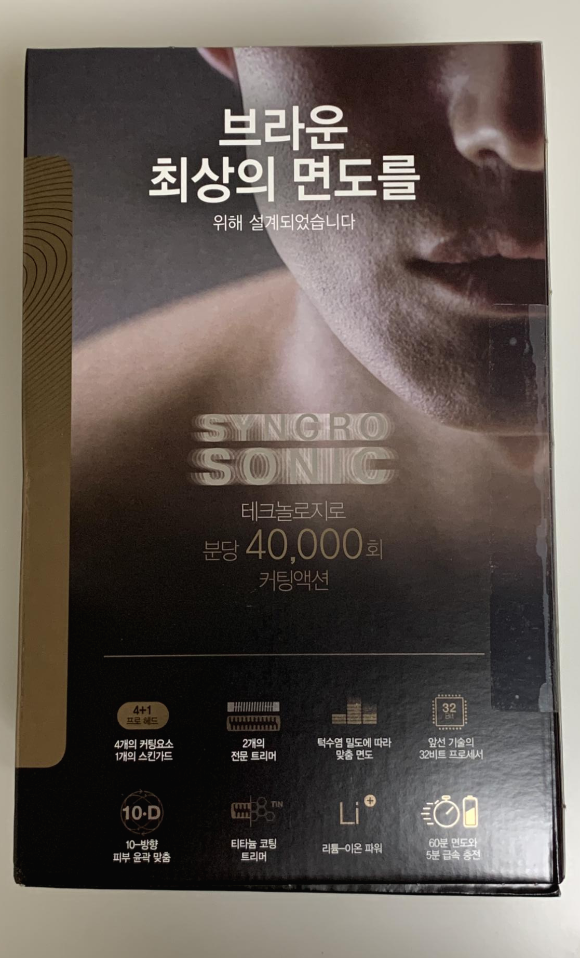 브라운
최상의 면도를
위해 설계되었습니다
SYNCRO
SONIC
테크놀로지로
분당 40,000회
커팅액션
4+1
프로 헤드
4개의 커팅요소
1개의 스킨가드
2개의
전문 트리머
턱수염 밀도에 따라
맞춤 면도
32
BIT
앞선 기술의
32비트 프로세서
10·D
10-방향
피부 윤곽 맞춤
TiN
티타늄 코팅
트리머
Li+
리튬-이온 파워
60분 면도와
5분 급속 충전